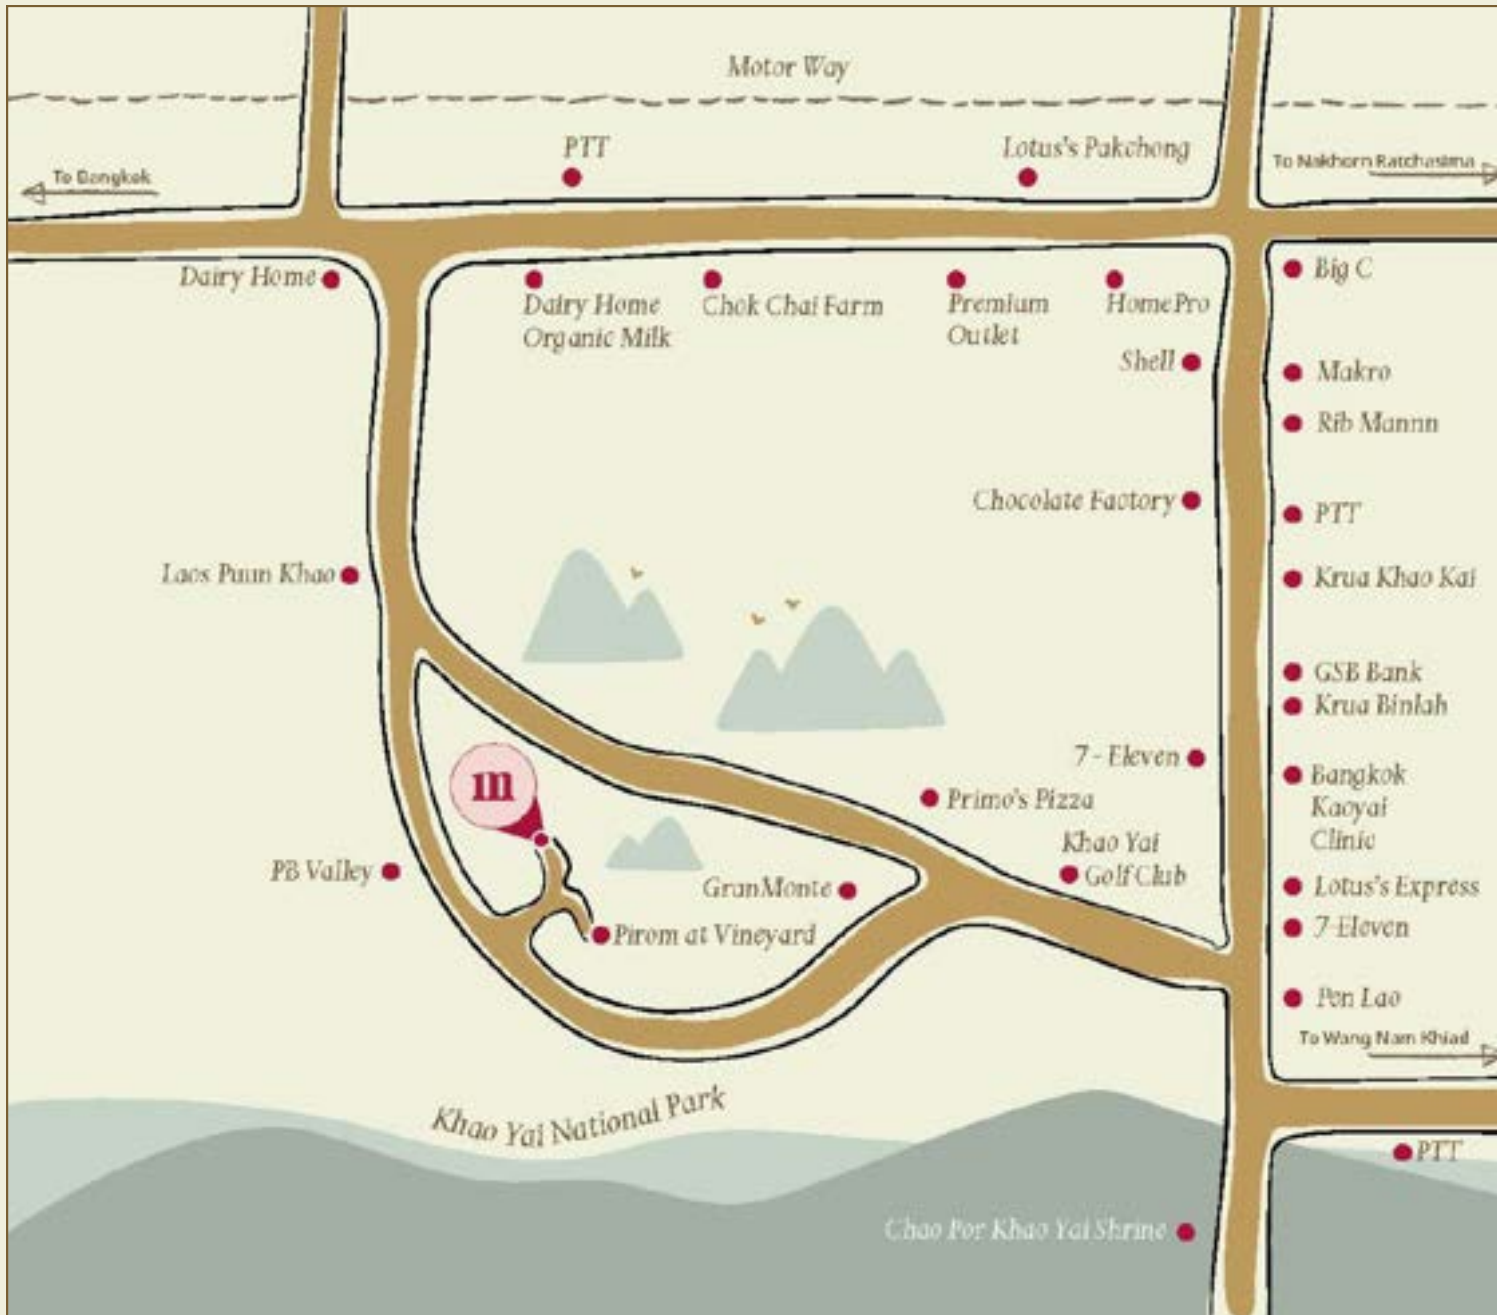 Motor Way
PTT
Lotus's Pakchong
To Bangkok
To Nakhorn Ratchasima
Dairy Home
Dairy Home
Organic Milk
Chok Chai Farm
Premium
Outlet
HomePro
Big C
Shell
Makro
Rib Mannn
Chocolate Factory
PTT
Laos Puun Khao
Krua Khao Kai
GSB Bank
Krua Binlah
7 - Eleven
m
Primo's Pizza
Bangkok
Kaoyai
Clinic
Khao Yai
Golf Club
PB Valley
GranMonte
Lotus's Express
7-Eleven
Pirom at Vineyard
Pen Lao
To Wang Nam Khiad
Khao Yai National Park
PTT
Chao Por Khao Yai Shrine